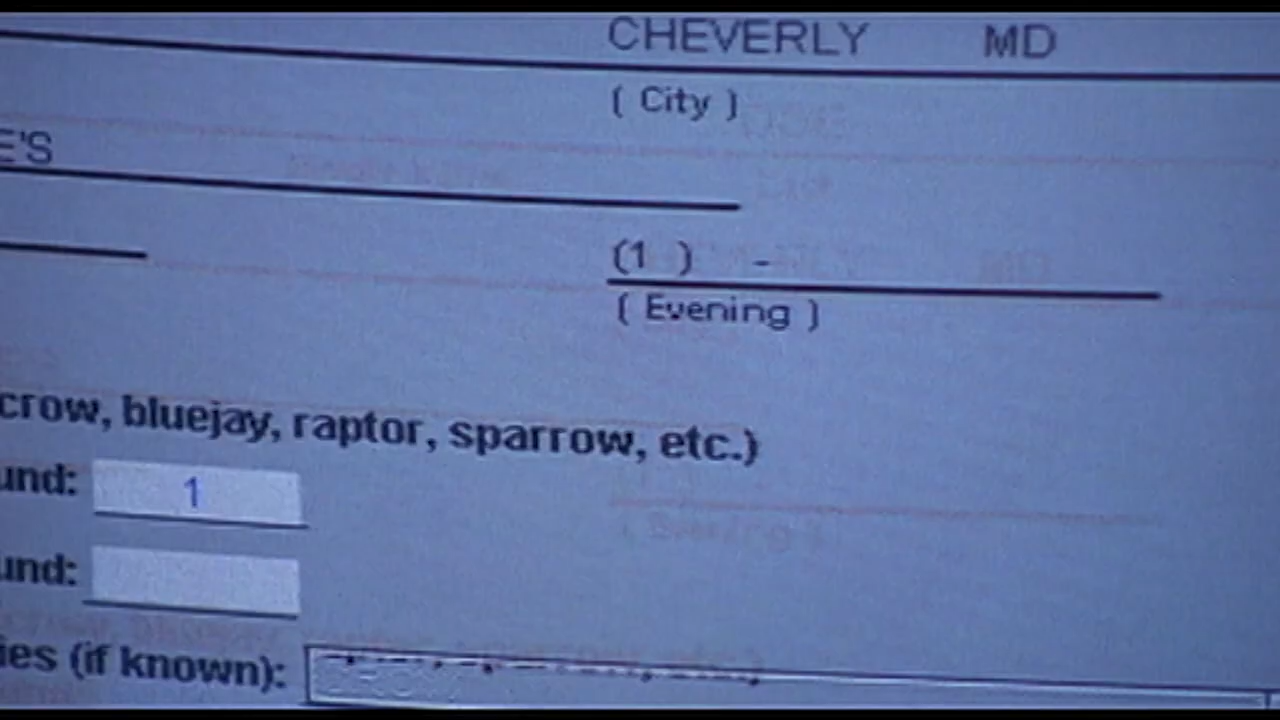 CHEVERLY MD
( City )
E'S
(1 ) -
( Evening )
crow, bluejay, raptor, sparrow, etc.)
und: 1
und:
ies (if known):